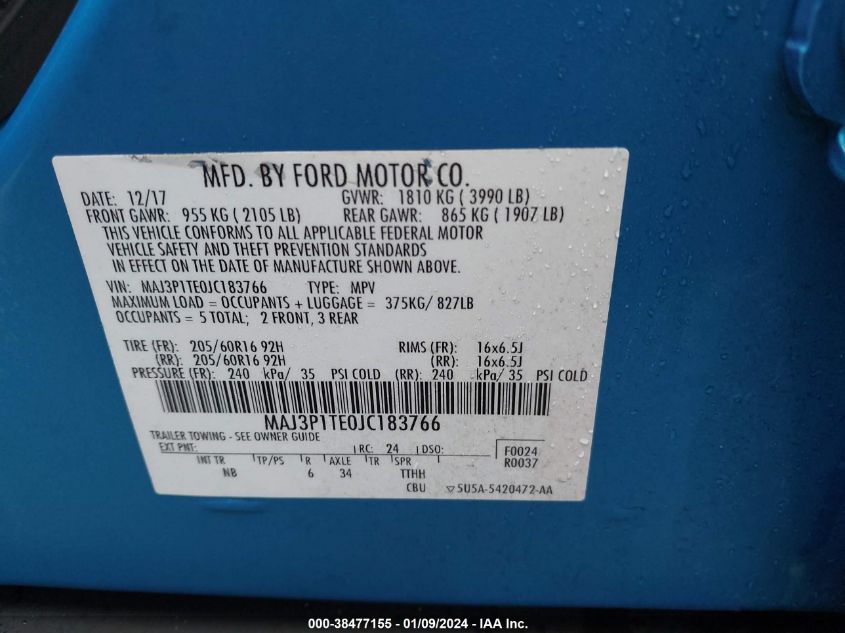 MFD. BY FORD MOTOR CO.
DATE: 12/17 GVWR: 1810 KG ( 3990 LB)
FRONT GAWR: 955 KG ( 2105 LB) REAR GAWR: 865 KG ( 1907 LB)
THIS VEHICLE CONFORMS TO ALL APPLICABLE FEDERAL MOTOR
VEHICLE SAFETY AND THEFT PREVENTION STANDARDS
IN EFFECT ON THE DATE OF MANUFACTURE SHOWN ABOVE.
VIN: MAJ3P1TE0JC183766 TYPE: MPV
MAXIMUM LOAD = OCCUPANTS + LUGGAGE = 375KG/ 827LB
OCCUPANTS = 5 TOTAL; 2 FRONT, 3 REAR
TIRE (FR): 205/60R16 92H RIMS (FR): 16x6.5J
(RR): 205/60R16 92H (RR): 16x6.5J
PRESSURE (FR): 240 kPa/ 35 PSI COLD (RR): 240 kPa/ 35 PSI COLD
MAJ3P1TE0JC183766
TRAILER TOWING - SEE OWNER GUIDE
EXT PNT: RC: 24 DSO: F0024
INT TR TP/PS R AXLE TR SPR R0037
NB 6 34 TTHH
CBU 5U5A-5420472-AA
000-38477155 - 01/09/2024 - IAA Inc.